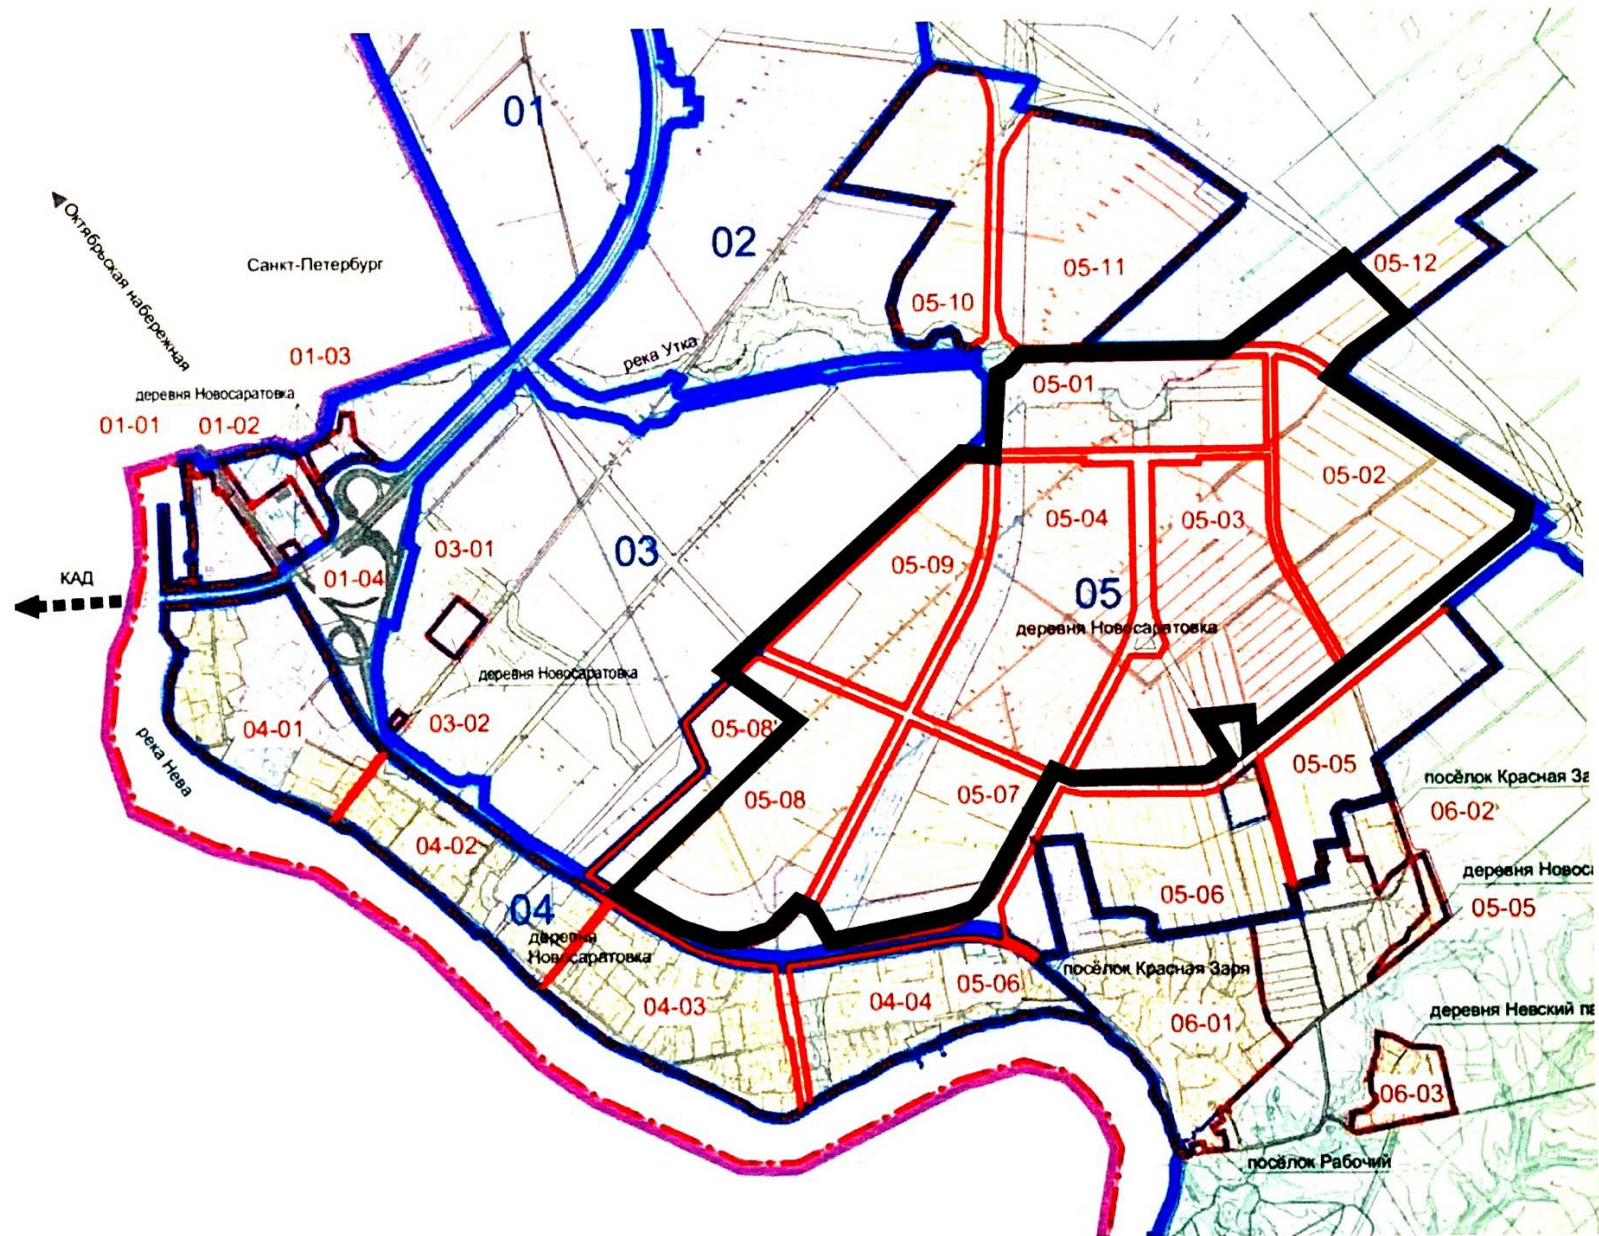 01
02
05-12
05-11
Октябрьская набережная
Санкт-Петербург
05-10
река Утка
01-03
05-01
деревня Новосаратовка
01-01
01-02
05-02
05-04
05-03
03-01
03
05-09
КАД
01-04
05
деревня Новосаратовка
деревня Новосаратовка
04-01
03-02
05-08'
река Нева
05-05
посёлок Красная За
05-08
05-07
06-02
04-02
деревня Новоса
05-06
05-05
04
деревня
Новосаратовка
посёлок Красная Заря
05-06
04-03
04-04
06-01
деревня Невский па
06-03
посёлок Рабочий